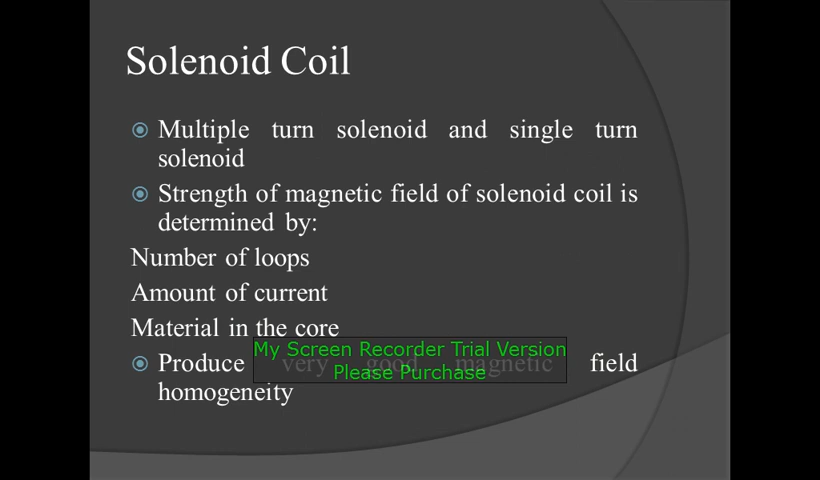 Solenoid Coil
Multiple turn solenoid and single turn
solenoid
Strength of magnetic field of solenoid coil is
determined by:
Number of loops
Amount of current
Material in the core
My Screen Recorder Trial Version
Produce very good magnetic field
Please Purchase
homogeneity